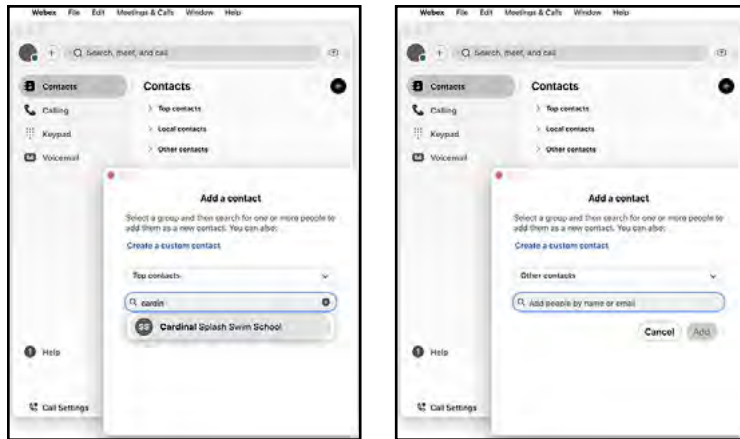 Webex File Edit Meetings & Calls Window Help
Search, meet, and call
Contacts
Calling
Keypad
Voicemail
Contacts
Top contacts
Local contacts
Other contacts
Add a contact
Select a group and then search for one or more people to
add them as a new contact. You can also:
Create a custom contact
Top contacts
cardin
SS Cardinal Splash Swim School
Help
Call Settings
Webex File Edit Meetings & Calls Window Help
Search, meet, and call
Contacts
Calling
Keypad
Voicemail
Contacts
Top contacts
Local contacts
Other contacts
Add a contact
Select a group and then search for one or more people to
add them as a new contact. You can also:
Create a custom contact
Other contacts
Add people by name or email
Cancel Add
Help
Call Settings